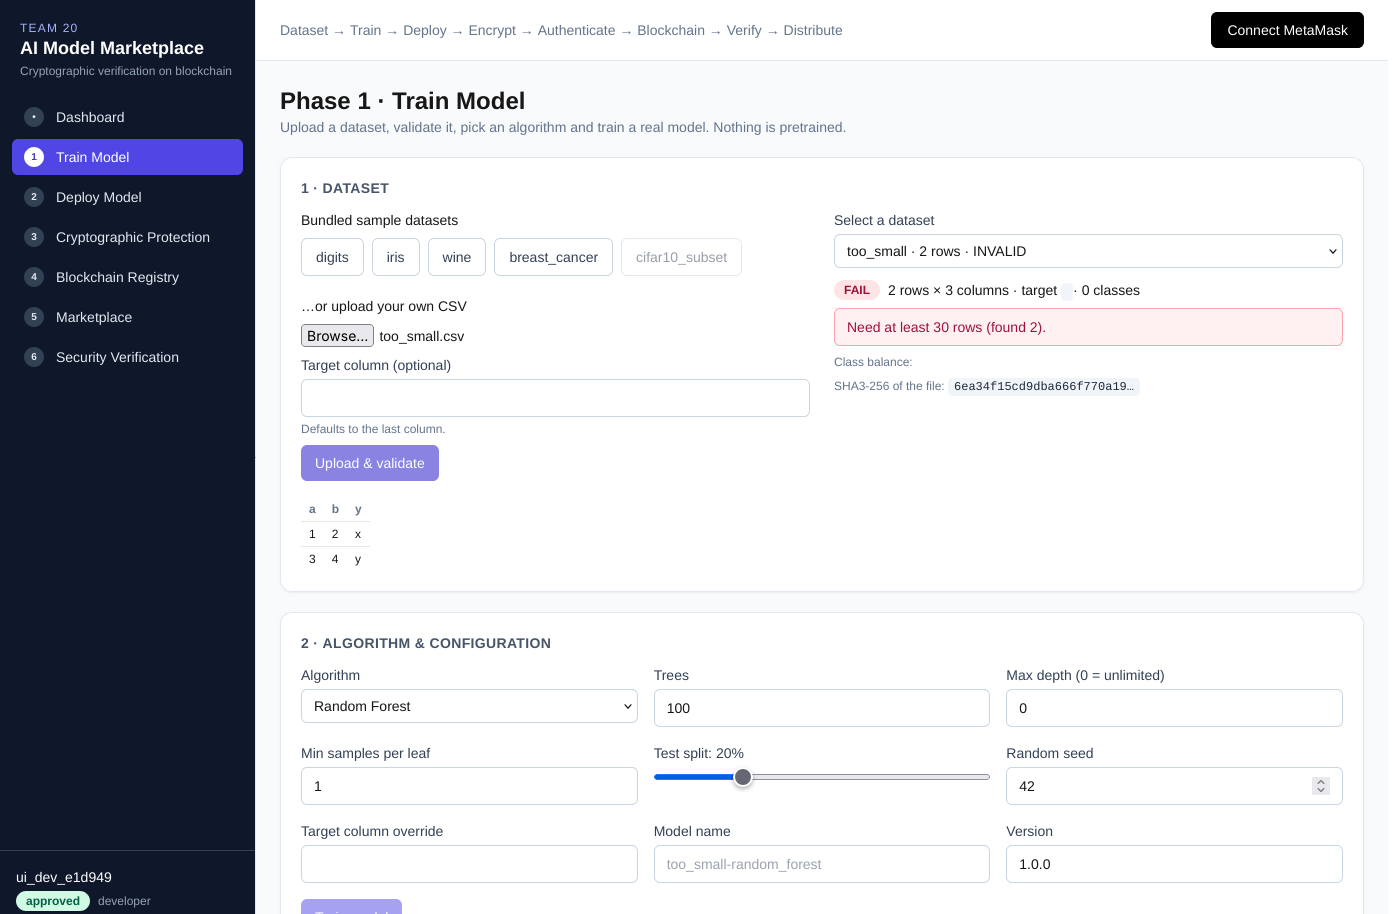 TEAM 20
AI Model Marketplace
Cryptographic verification on blockchain
• Dashboard
1 Train Model
2 Deploy Model
3 Cryptographic Protection
4 Blockchain Registry
5 Marketplace
6 Security Verification
ui_dev_e1d949
approved developer
Dataset → Train → Deploy → Encrypt → Authenticate → Blockchain → Verify → Distribute
Connect MetaMask
Phase 1 · Train Model
Upload a dataset, validate it, pick an algorithm and train a real model. Nothing is pretrained.
1 · DATASET
Bundled sample datasets
digits iris wine breast_cancer cifar10_subset
…or upload your own CSV
Browse... too_small.csv
Target column (optional)
Defaults to the last column.
Upload & validate
a b y
1 2 x
3 4 y
Select a dataset
too_small · 2 rows · INVALID
FAIL 2 rows × 3 columns · target · 0 classes
Need at least 30 rows (found 2).
Class balance:
SHA3-256 of the file: 6ea34f15cd9dba666f770a19…
2 · ALGORITHM & CONFIGURATION
Algorithm Trees Max depth (0 = unlimited)
Random Forest 100 0
Min samples per leaf Test split: 20% Random seed
1 42
Target column override Model name Version
too_small-random_forest 1.0.0